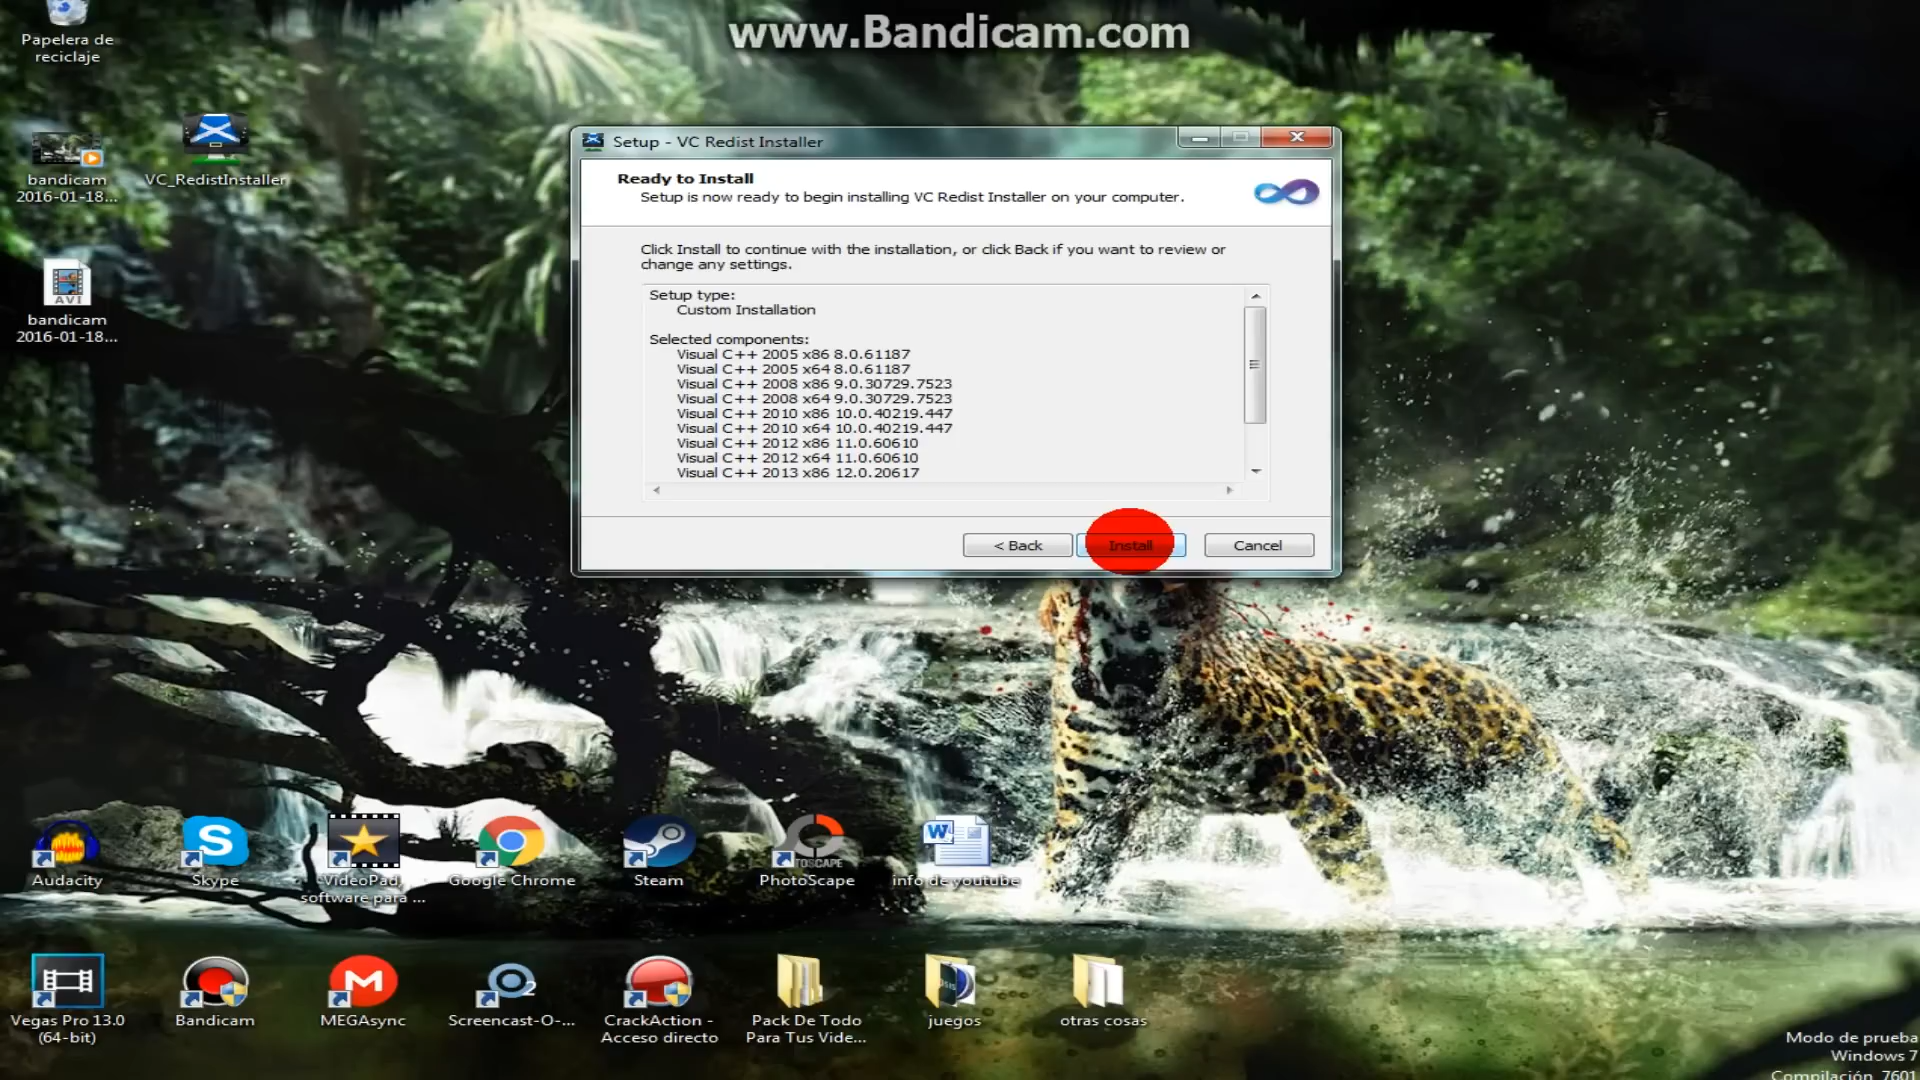 www.Bandicam.com
Papelera de
reciclaje
bandicam
2016-01-18...
VC_RedistInstaller
bandicam
2016-01-18...
AVI
Setup - VC Redist Installer
Ready to Install
Setup is now ready to begin installing VC Redist Installer on your computer.
Click Install to continue with the installation, or click Back if you want to review or
change any settings.
Setup type:
Custom Installation
Selected components:
Visual C++ 2005 x86 8.0.61187
Visual C++ 2005 x64 8.0.61187
Visual C++ 2008 x86 9.0.30729.7523
Visual C++ 2008 x64 9.0.30729.7523
Visual C++ 2010 x86 10.0.40219.447
Visual C++ 2010 x64 10.0.40219.447
Visual C++ 2012 x86 11.0.60610
Visual C++ 2012 x64 11.0.60610
Visual C++ 2013 x86 12.0.20617
< Back
Install
Cancel
Audacity
Skype
VideoPad,
software para ...
Google Chrome
Steam
PhotoScape
info de youtube
Vegas Pro 13.0
(64-bit)
Bandicam
MEGAsync
Screencast-O-...
CrackAction -
Acceso directo
Pack De Todo
Para Tus Vide...
juegos
otras cosas
Modo de prueba
Windows 7
Compilación 7601